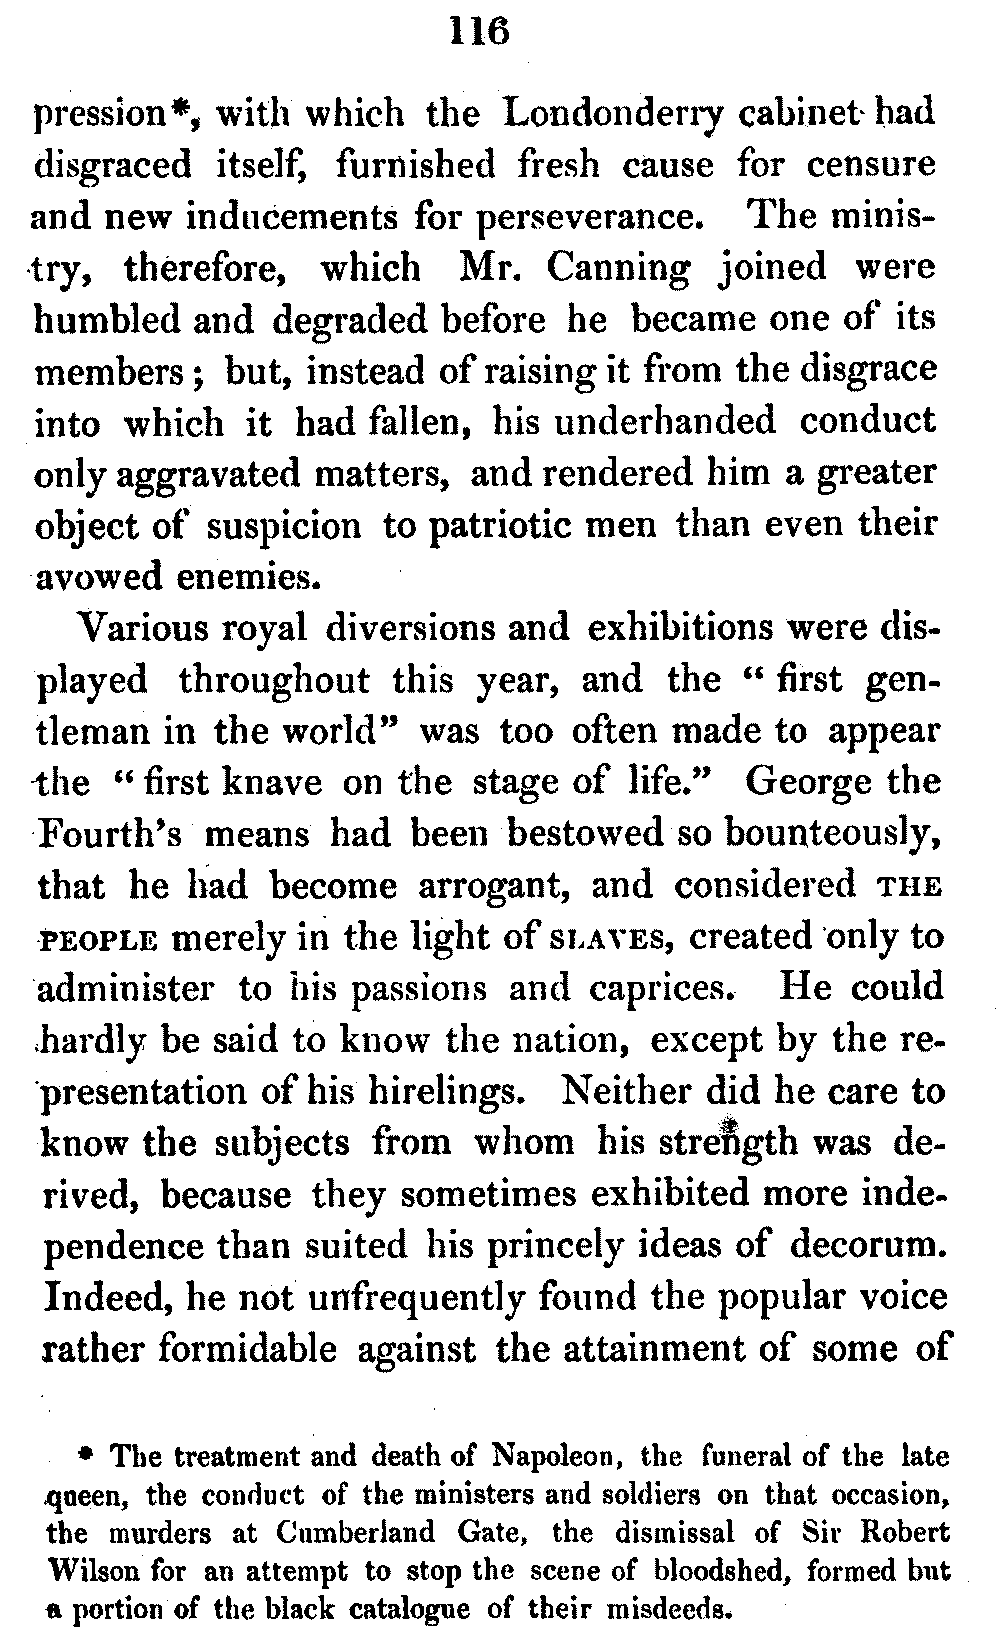 116
pression*, with which the Londonderry cabinet had
disgraced itself, furnished fresh cause for censure
and new inducements for perseverance. The minis-
try, therefore, which Mr. Canning joined were
humbled and degraded before he became one of its
members; but, instead of raising it from the disgrace
into which it had fallen, his underhanded conduct
only aggravated matters, and rendered him a greater
object of suspicion to patriotic men than even their
avowed enemies.
Various royal diversions and exhibitions were dis-
played throughout this year, and the “first gen-
tleman in the world” was too often made to appear
the “first knave on the stage of life.” George the
Fourth’s means had been bestowed so bounteously,
that he had become arrogant, and considered THE
PEOPLE merely in the light of SLAVES, created only to
administer to his passions and caprices. He could
hardly be said to know the nation, except by the re-
presentation of his hirelings. Neither did he care to
know the subjects from whom his strength was de-
rived, because they sometimes exhibited more inde-
pendence than suited his princely ideas of decorum.
Indeed, he not unfrequently found the popular voice
rather formidable against the attainment of some of
* The treatment and death of Napoleon, the funeral of the late
queen, the conduct of the ministers and soldiers on that occasion,
the murders at Cumberland Gate, the dismissal of Sir Robert
Wilson for an attempt to stop the scene of bloodshed, formed but
a portion of the black catalogue of their misdeeds.